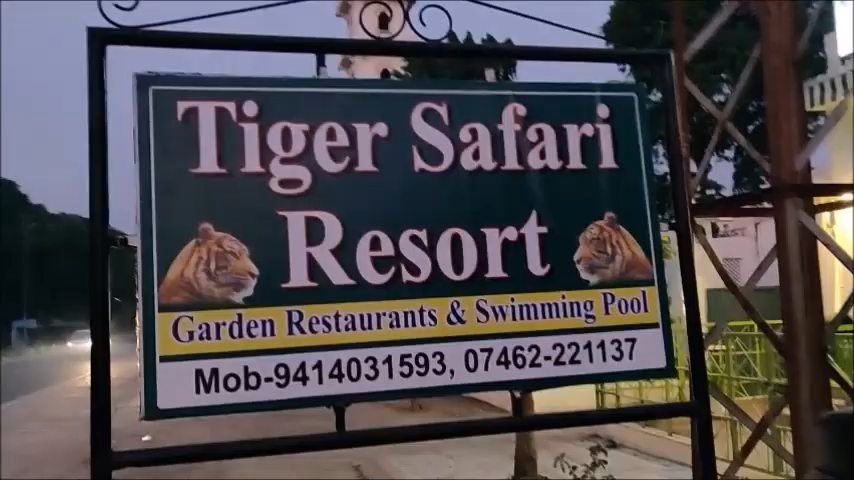 Tiger Safari
Resort
Garden Restaurants & Swimming Pool
Mob-9414031593, 07462-221137